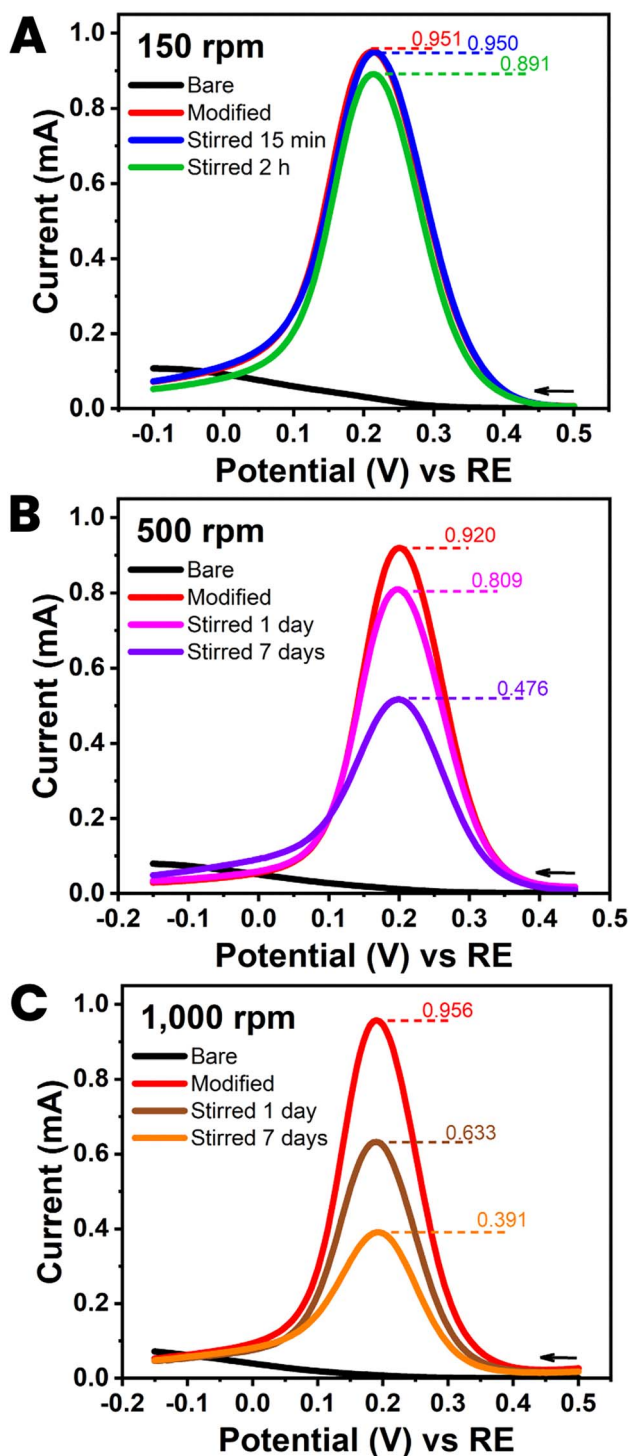 A
150 rpm
Bare
Modified
Stirred 15 min
Stirred 2 h
0.951
0.950
0.891
Current (mA)
1.0
0.8
0.6
0.4
0.2
0.0
-0.1 0.0 0.1 0.2 0.3 0.4 0.5
Potential (V) vs RE
B
500 rpm
Bare
Modified
Stirred 1 day
Stirred 7 days
0.920
0.809
0.476
Current (mA)
1.0
0.8
0.6
0.4
0.2
0.0
-0.2 -0.1 0.0 0.1 0.2 0.3 0.4 0.5
Potential (V) vs RE
C
1,000 rpm
Bare
Modified
Stirred 1 day
Stirred 7 days
0.956
0.633
0.391
Current (mA)
1.0
0.8
0.6
0.4
0.2
0.0
-0.1 0.0 0.1 0.2 0.3 0.4 0.5
Potential (V) vs RE